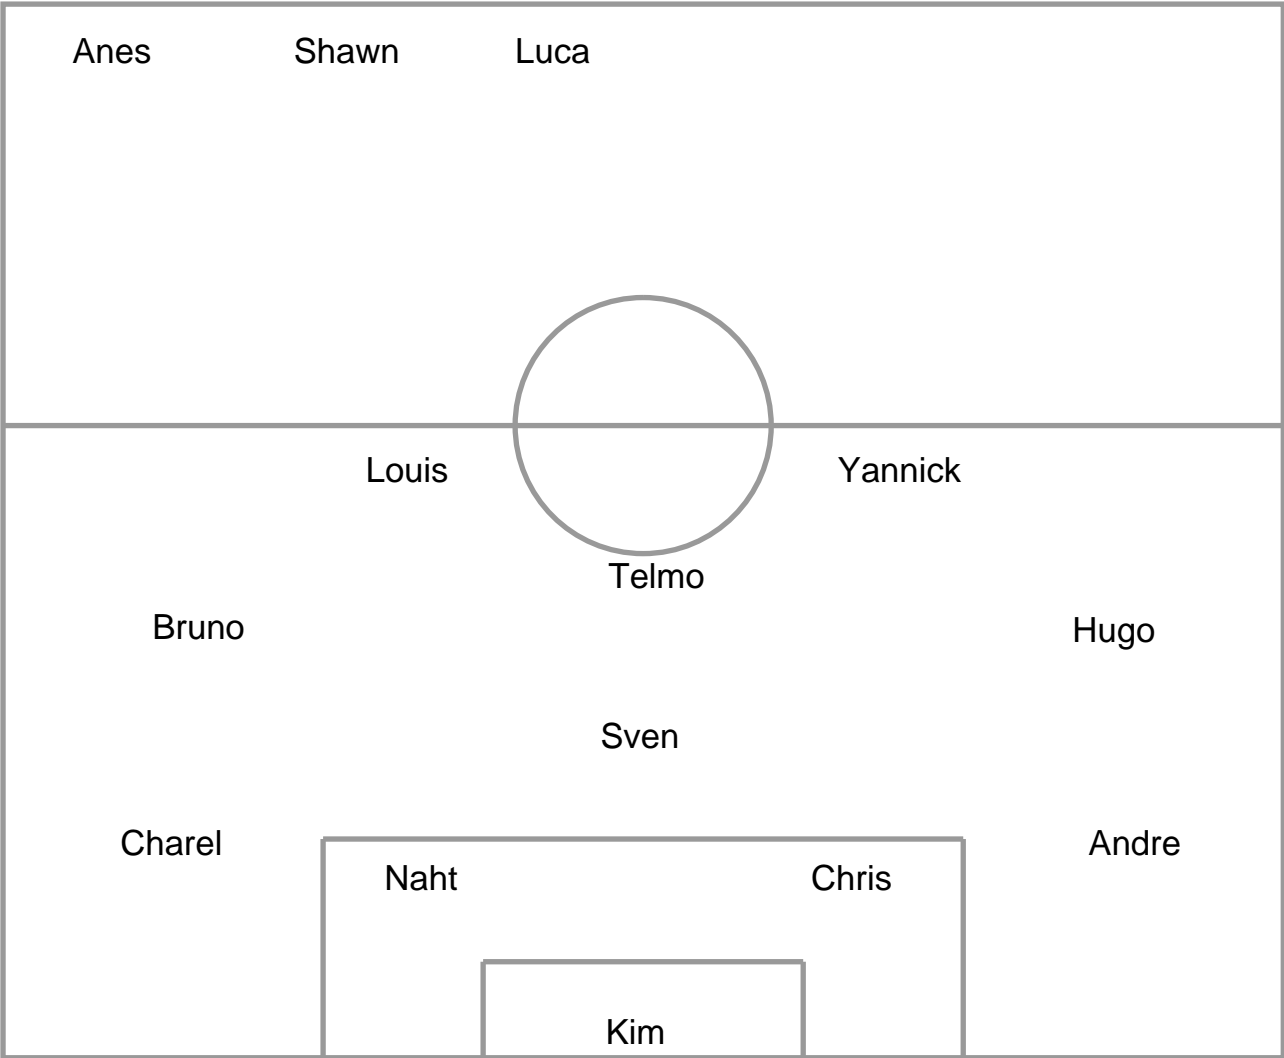 Anes Shawn Luca
Louis Yannick
Telmo
Bruno Hugo
Sven
Charel Andre
Naht Chris
Kim